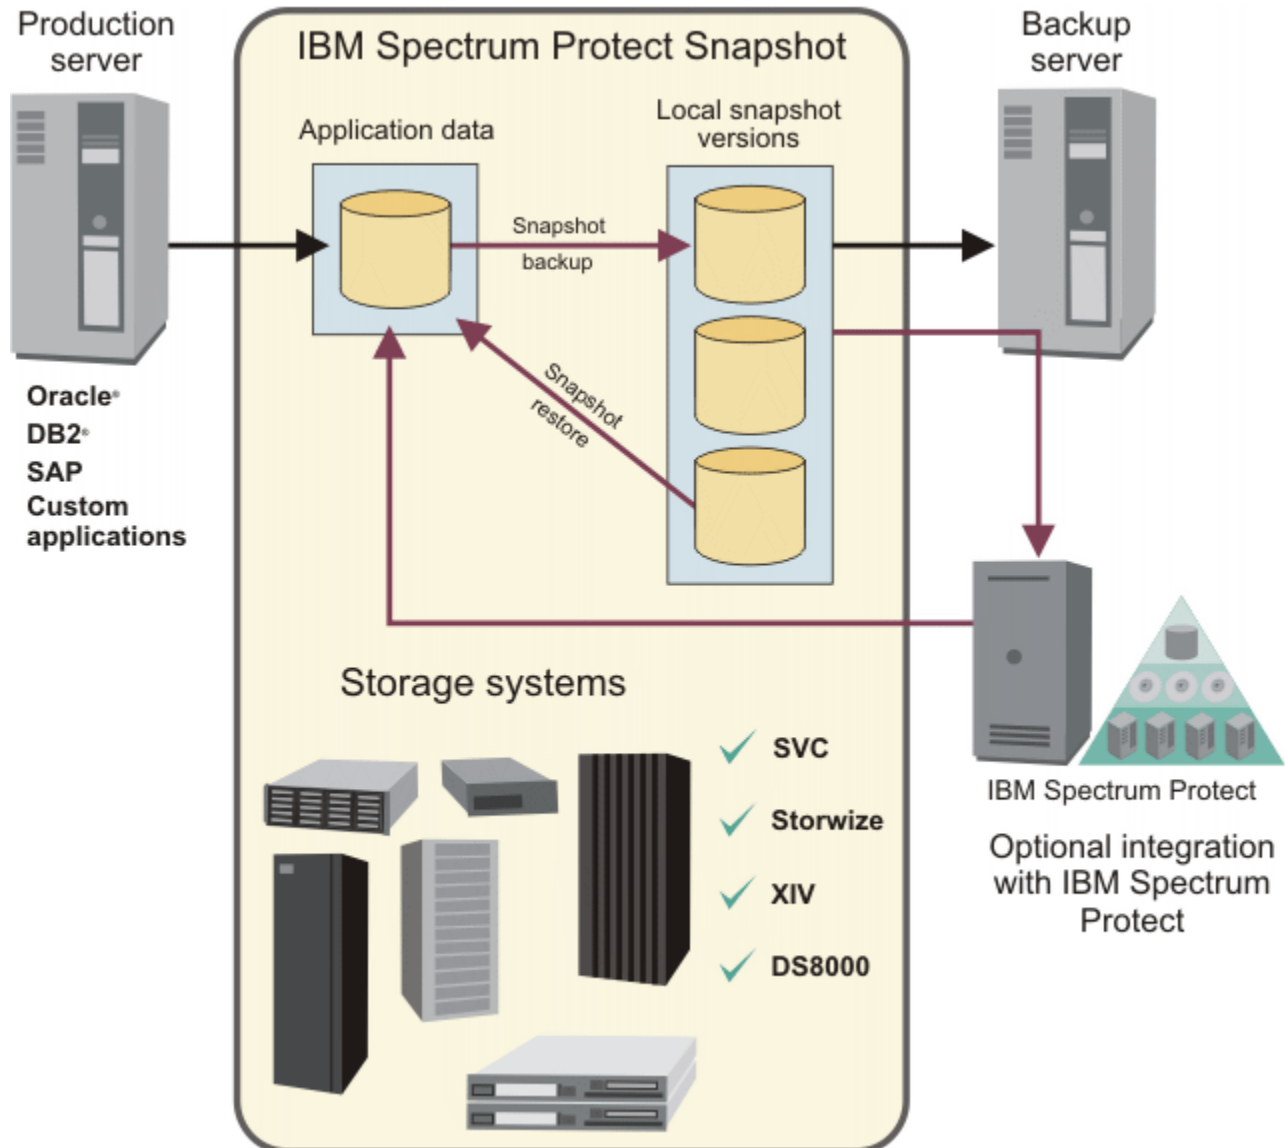 Production
server
IBM Spectrum Protect Snapshot
Backup
server
Application data
Local snapshot
versions
Snapshot
backup
Snapshot
restore
Oracle®
DB2®
SAP
Custom
applications
Storage systems
SVC
Storwize
XIV
DS8000
IBM Spectrum Protect
Optional integration
with IBM Spectrum
Protect